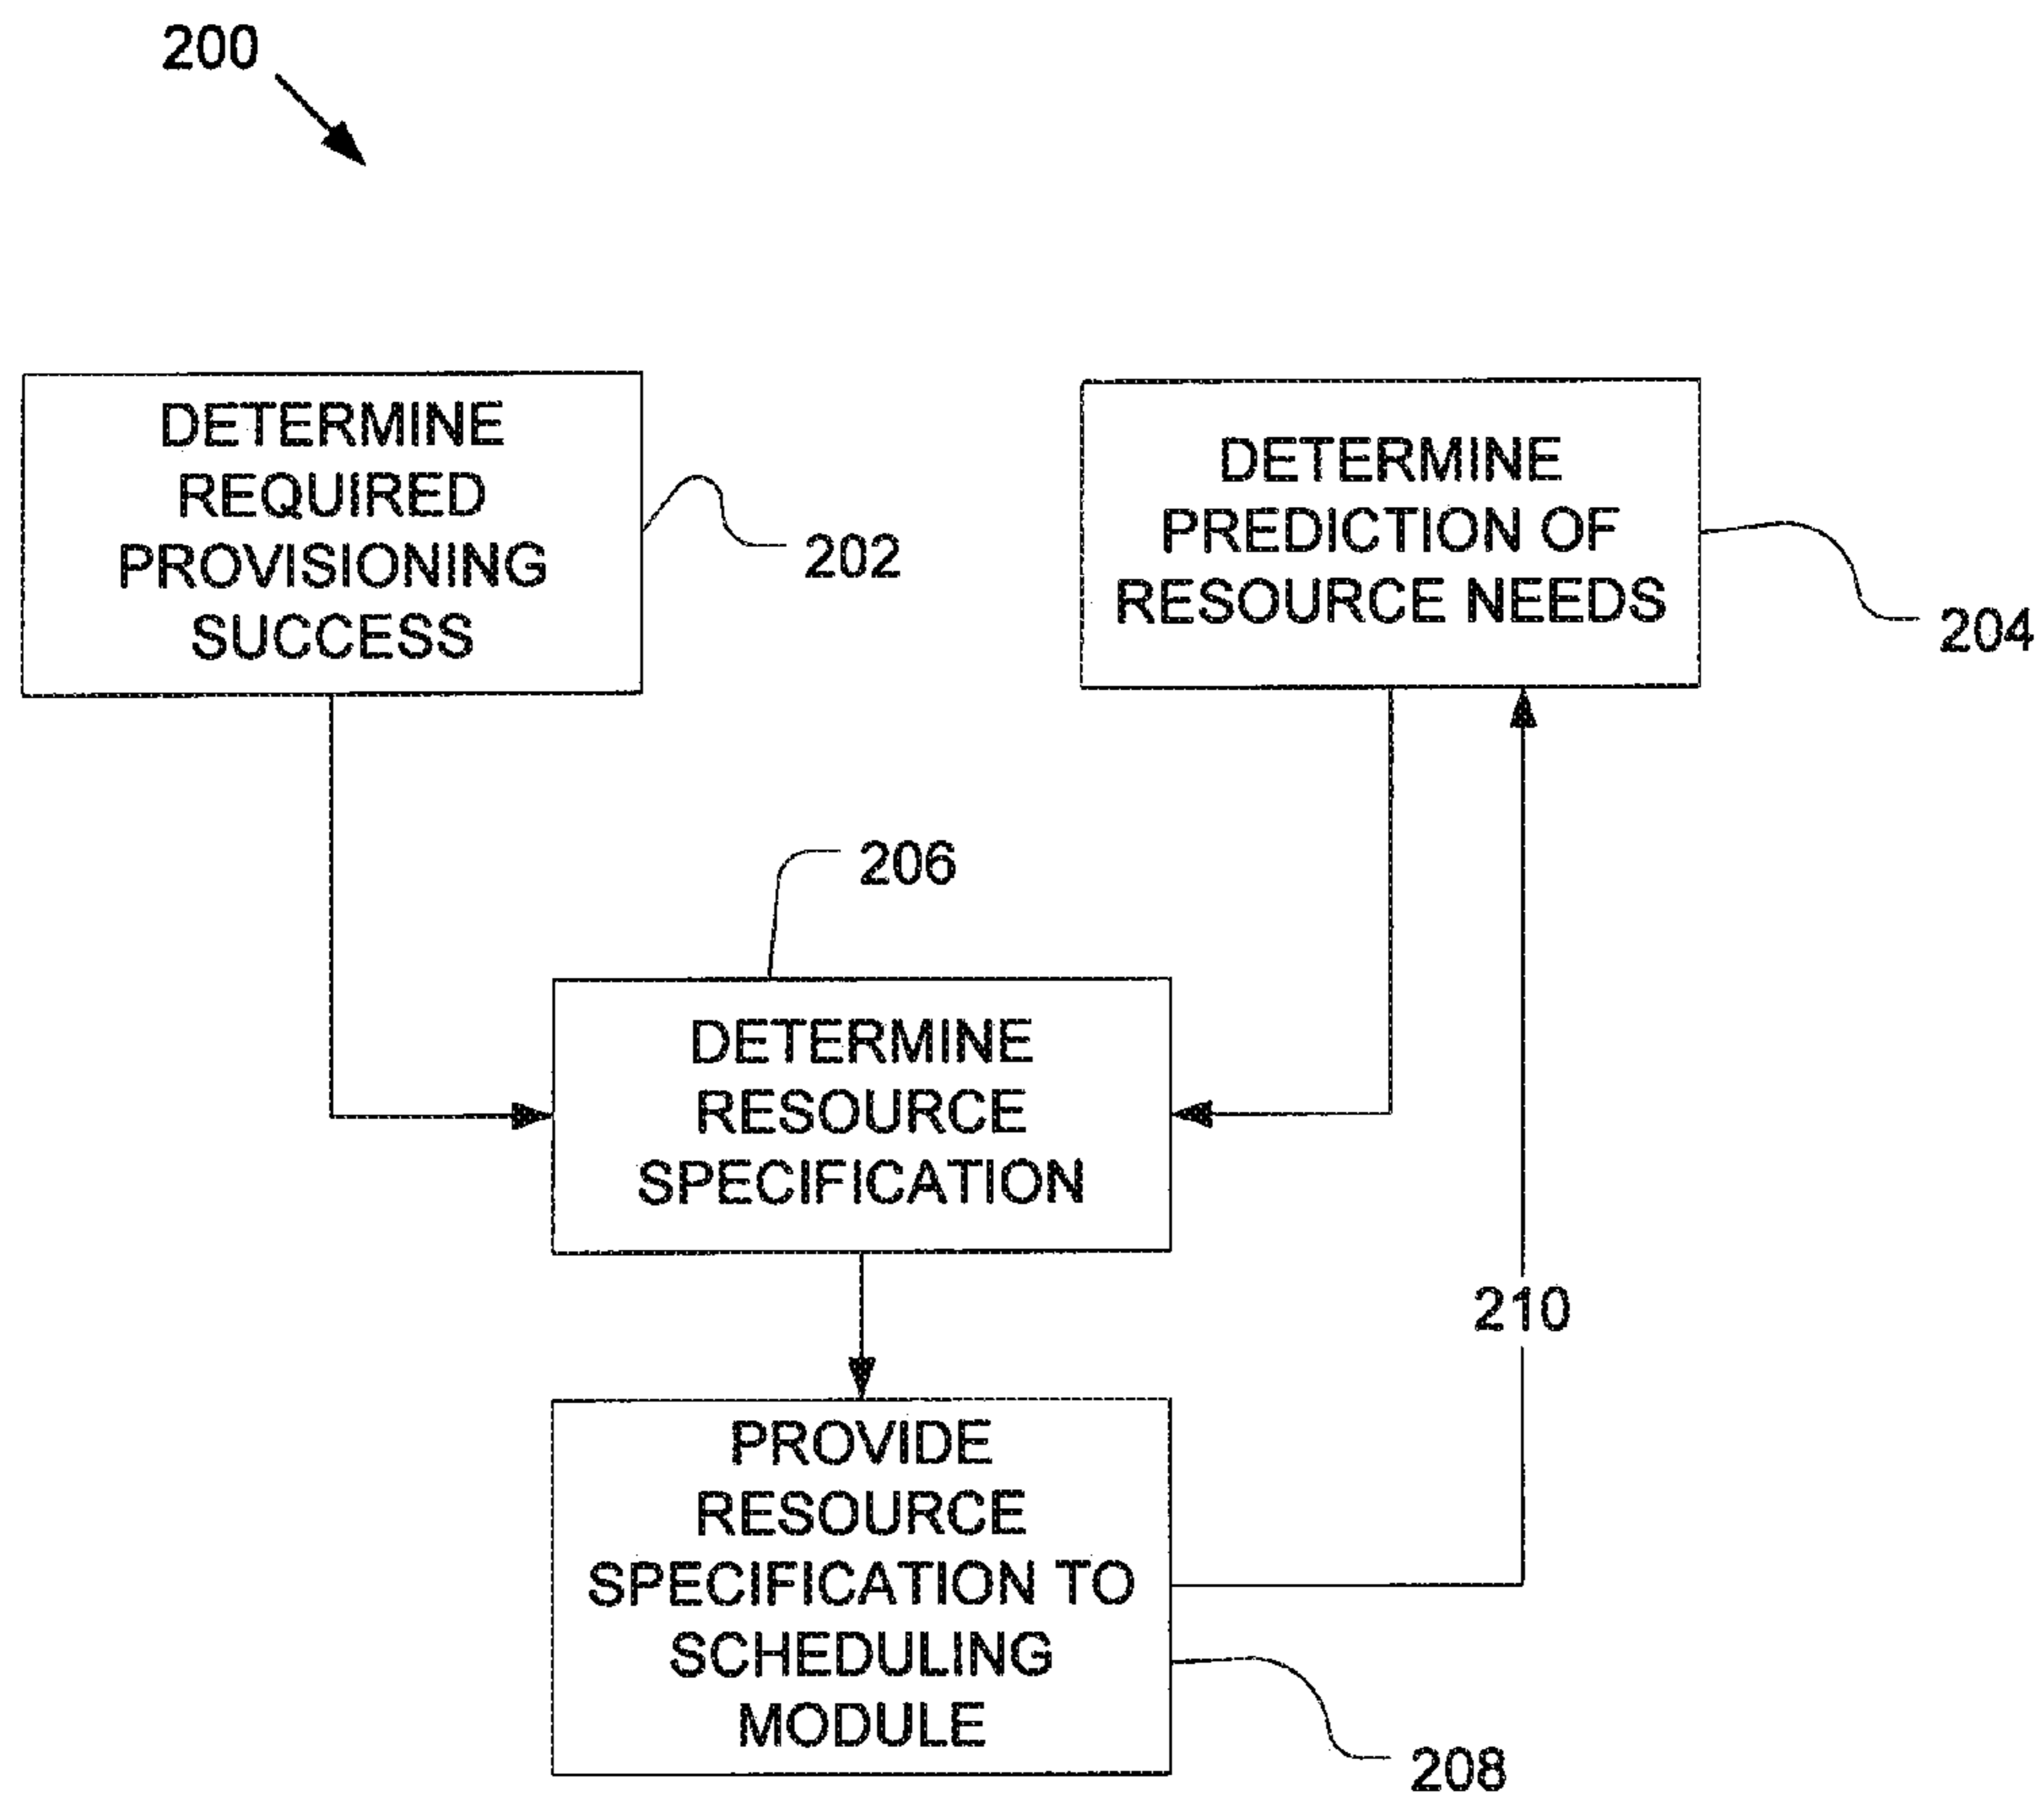 200
DETERMINE
REQUIRED
PROVISIONING
SUCCESS
202
DETERMINE
PREDICTION OF
RESOURCE NEEDS
204
206
DETERMINE
RESOURCE
SPECIFICATION
210
PROVIDE
RESOURCE
SPECIFICATION TO
SCHEDULING
MODULE
208